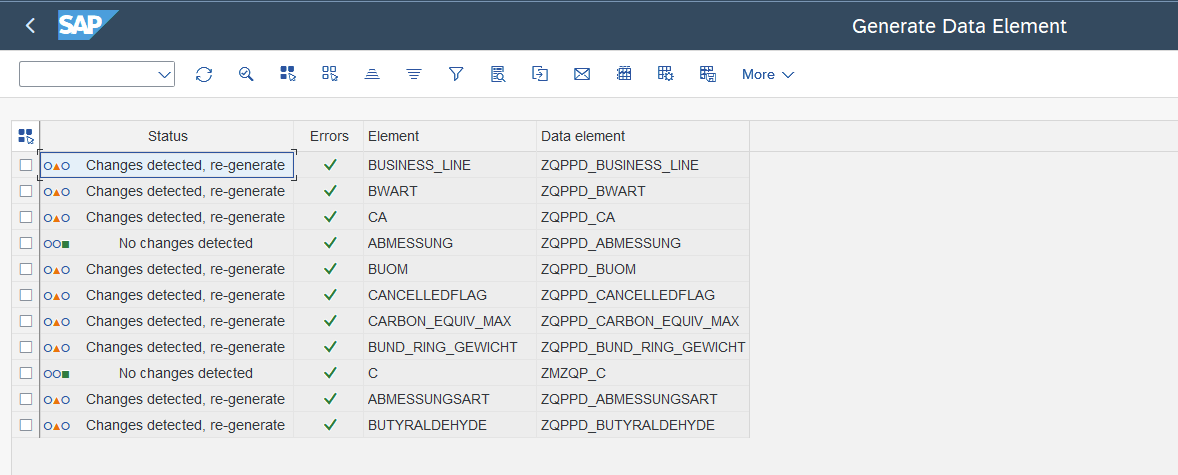 SAP Generate Data Element
More
Status Errors Element Data element
Changes detected, re-generate BUSINESS_LINE ZQPPD_BUSINESS_LINE
Changes detected, re-generate BWART ZQPPD_BWART
Changes detected, re-generate CA ZQPPD_CA
No changes detected ABMESSUNG ZQPPD_ABMESSUNG
Changes detected, re-generate BUOM ZQPPD_BUOM
Changes detected, re-generate CANCELLEDFLAG ZQPPD_CANCELLEDFLAG
Changes detected, re-generate CARBON_EQUIV_MAX ZQPPD_CARBON_EQUIV_MAX
Changes detected, re-generate BUND_RING_GEWICHT ZQPPD_BUND_RING_GEWICHT
No changes detected C ZMZQP_C
Changes detected, re-generate ABMESSUNGSART ZQPPD_ABMESSUNGSART
Changes detected, re-generate BUTYRALDEHYDE ZQPPD_BUTYRALDEHYDE